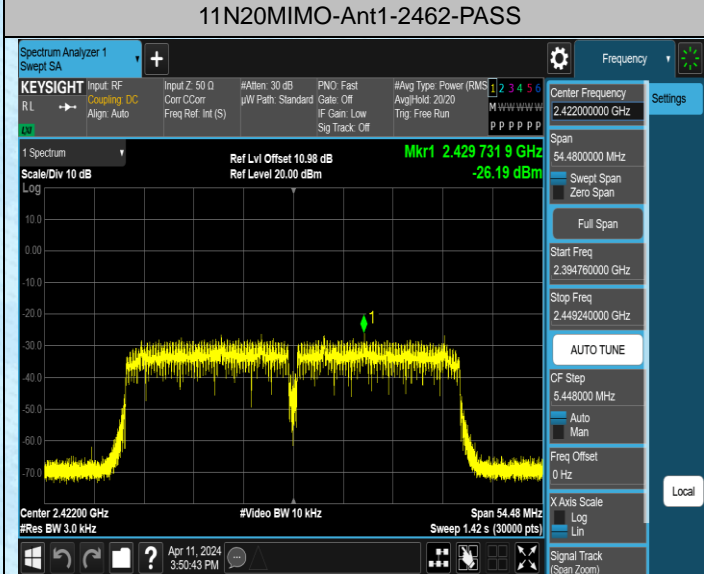 11N20MIMO-Ant1-2462-PASS
Spectrum Analyzer 1
Swept SA
Frequency
KEYSIGHT
RL
LXI
Input: RF
Coupling: DC
Align: Auto
Input Z: 50 Ω
Corr CCorr
Freq Ref: Int (S)
#Atten: 30 dB
µW Path: Standard
PNO: Fast
Gate: Off
IF Gain: Low
Sig Track: Off
#Avg Type: Power (RMS
Avg|Hold: 20/20
Trig: Free Run
1 2 3 4 5 6
M W W W W W
P P P P P P
Center Frequency
2.422000000 GHz
Settings
Span
54.4800000 MHz
Swept Span
Zero Span
Full Span
Start Freq
2.394760000 GHz
Stop Freq
2.449240000 GHz
AUTO TUNE
CF Step
5.448000 MHz
Auto
Man
Freq Offset
0 Hz
X Axis Scale
Log
Lin
Local
Signal Track
(Span Zoom)
1 Spectrum
Scale/Div 10 dB
Log
Ref Lvl Offset 10.98 dB
Ref Level 20.00 dBm
Mkr1 2.429 731 9 GHz
-26.19 dBm
10.0
0.00
-10.0
-20.0
-30.0
-40.0
-50.0
-60.0
-70.0
1
Center 2.42200 GHz
#Res BW 3.0 kHz
#Video BW 10 kHz
Span 54.48 MHz
Sweep 1.42 s (30000 pts)
?
Apr 11, 2024
3:50:43 PM